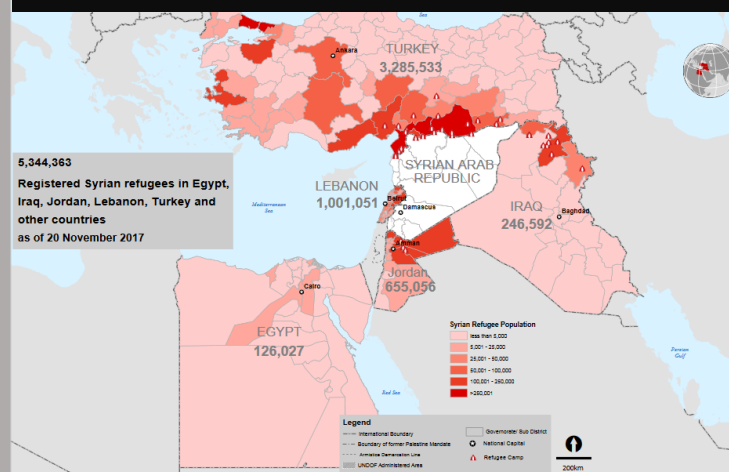 Sea
Ankara
TURKEY
3,285,533
5,344,363
Registered Syrian refugees in Egypt,
Iraq, Jordan, Lebanon, Turkey and
other countries
as of 20 November 2017
SYRIAN ARAB
REPUBLIC
LEBANON
1,001,051
Beirut
Damascus
Mediterranean
Sea
IRAQ
246,592
Baghdad
Amman
Jordan
655,056
Cairo
EGYPT
126,027
Red Sea
Persian
Gulf
Syrian Refugee Population
less than 5,000
5,001 - 25,000
25,001 - 50,000
50,001 - 100,000
100,001 - 250,000
>250,001
Legend
International Boundary
Boundary of former Palestine Mandate
Armistice Demarcation Line
UNDOF Administered Area
Governorate/ Sub District
National Capital
Refugee Camp
200km